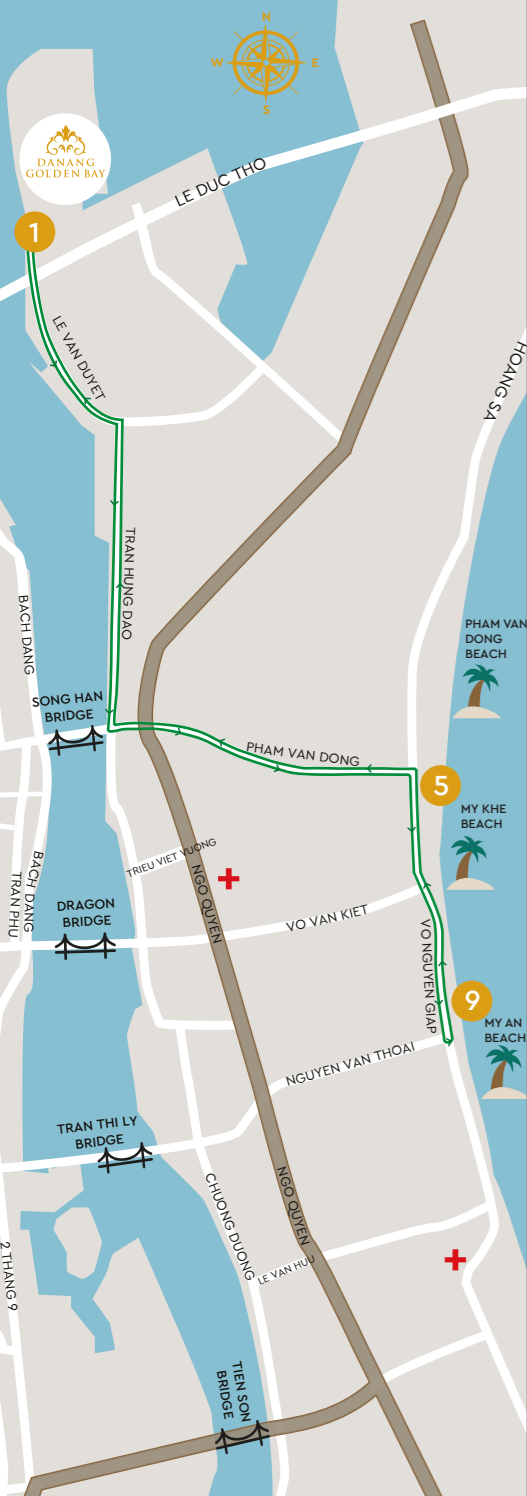 N
W
E
S
DANANG
GOLDEN BAY
LE DUC THO
1
LE VAN DUYET
HOANG SA
TRAN HUNG DAO
BACH DANG
PHAM VAN
DONG
BEACH
SONG HAN
BRIDGE
PHAM VAN DONG
5
MY KHE
BEACH
TRIEU VIET VUONG
NGO QUYEN
BACH DANG
TRAN PHU
DRAGON
BRIDGE
VO VAN KIET
VO NGUYEN GIAP
9
MY AN
BEACH
NGUYEN VAN THOAI
TRAN THI LY
BRIDGE
CHUONG DUONG
NGO QUYEN
2 THANG 9
LE VAN HUU
TIEN SON
BRIDGE